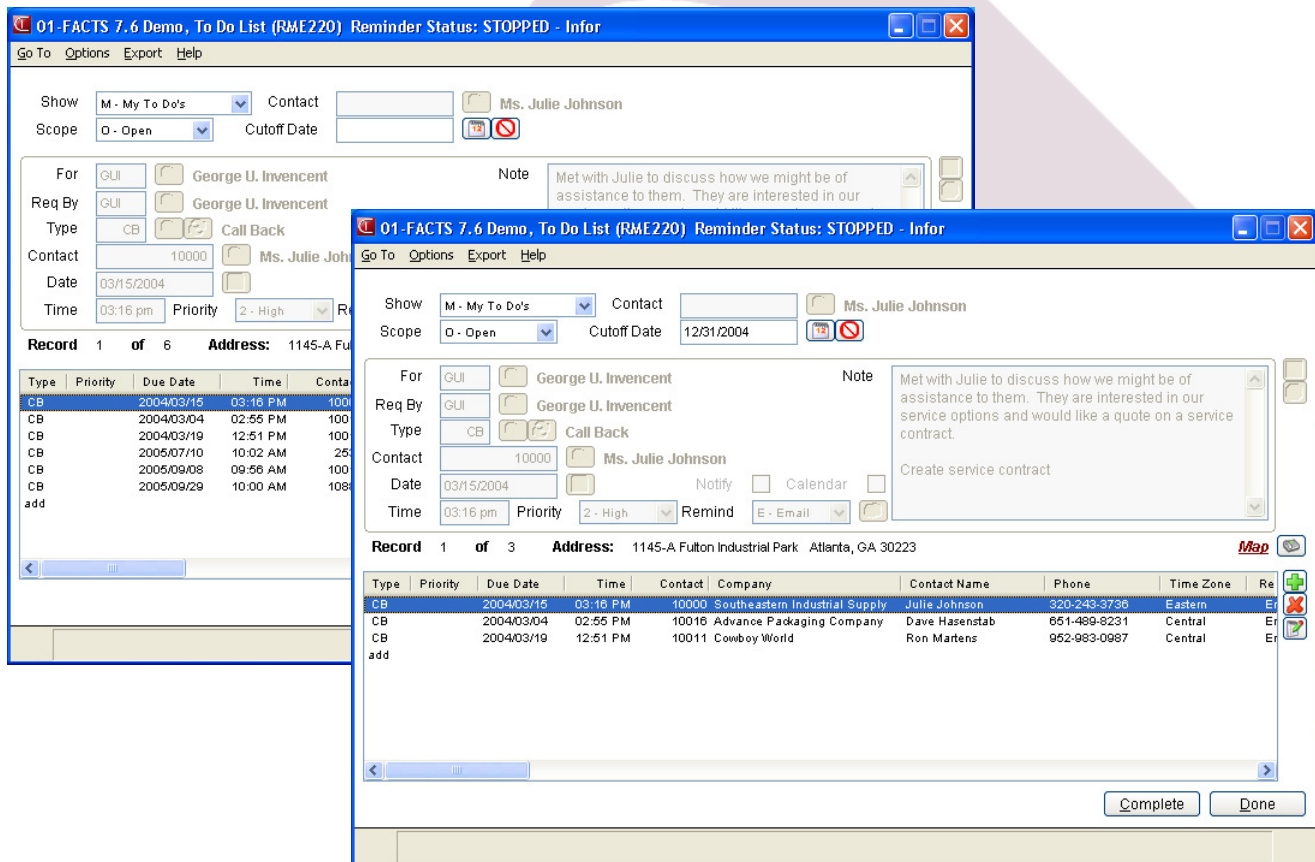 01-FACTS 7.6 Demo, To Do List (RME220) Reminder Status: STOPPED - Infor
Go To Options Export Help
Show M - My To Do's Contact Ms. Julie Johnson
Scope O - Open Cutoff Date
For GUI George U. Invencent Note Met with Julie to discuss how we might be of
Req By GUI George U. Invencent assistance to them. They are interested in our
Type CB Call Back
Contact 10000 Ms. Julie
Date 03/15/2004
Time 03:16 pm Priority 2 - High
Record 1 of 6 Address: 1145-A
Type Priority Due Date Time
CB 2004/03/15 03:16 PM
CB 2004/03/04 02:55 PM
CB 2004/03/19 12:51 PM
CB 2005/07/10 10:02 AM
CB 2005/09/08 09:56 AM
CB 2005/09/29 10:00 AM
add
01-FACTS 7.6 Demo, To Do List (RME220) Reminder Status: STOPPED - Infor
Go To Options Export Help
Show M - My To Do's Contact Ms. Julie Johnson
Scope O - Open Cutoff Date 12/31/2004
For GUI George U. Invencent Note Met with Julie to discuss how we might be of
Req By GUI George U. Invencent assistance to them. They are interested in our
Type CB Call Back service options and would like a quote on a service
contract.
Contact 10000 Ms. Julie Johnson
Create service contract
Date 03/15/2004 Notify Calendar
Time 03:16 pm Priority 2 - High Remind E - Email
Record 1 of 3 Address: 1145-A Fulton Industrial Park Atlanta, GA 30223 Map
Type Priority Due Date Time Contact Company Contact Name Phone Time Zone Re
CB 2004/03/15 03:16 PM 10000 Southeastern Industrial Supply Julie Johnson 320-243-3736 Eastern
CB 2004/03/04 02:55 PM 10016 Advance Packaging Company Dave Hasenstab 651-489-8231 Central
CB 2004/03/19 12:51 PM 10011 Cowboy World Ron Martens 952-983-0987 Central
add
Complete Done